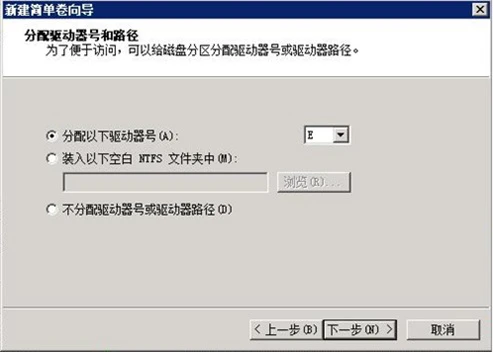 新建简单卷向导
分配驱动器号和路径
为了便于访问，可以给磁盘分区分配驱动器号或驱动器路径。
分配以下驱动器号(A): E
装入以下空白 NTFS 文件夹中(M):
浏览(R)...
不分配驱动器号或驱动器路径(D)
< 上一步(B) 下一步(N) > 取消